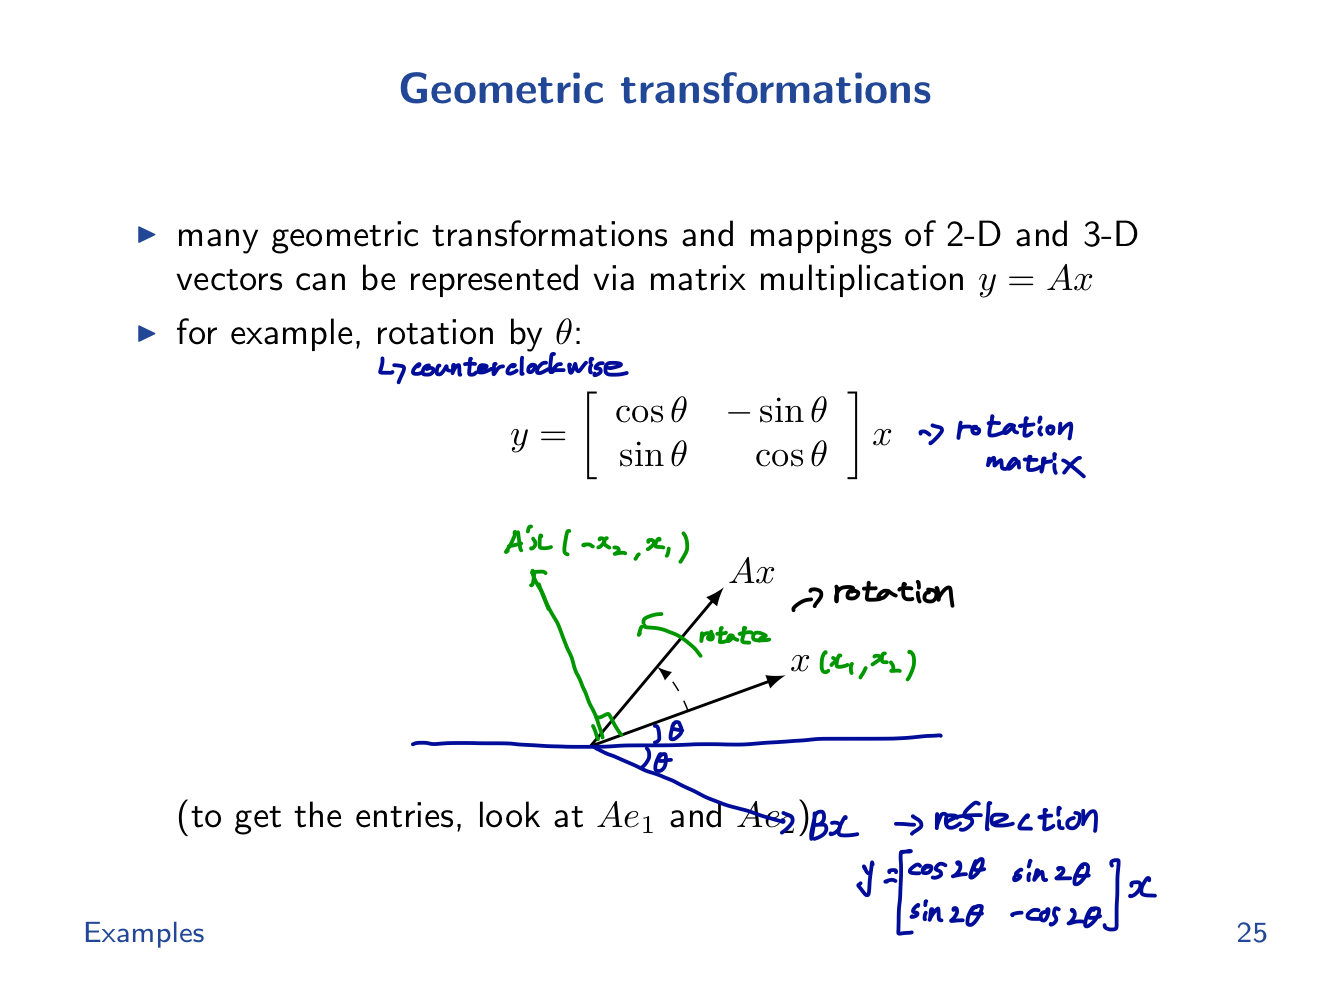 Geometric transformations
▶ many geometric transformations and mappings of 2-D and 3-D
vectors can be represented via matrix multiplication y = Ax
▶ for example, rotation by θ:
↳ counterclockwise
y = [ cos θ  − sin θ
sin θ  cos θ ] x
→ rotation
matrix
A'x (-x₂, x₁)
Ax
→ rotation
rotate
x (x₁, x₂)
θ
θ
(to get the entries, look at Ae₁ and Ae₂)
Bx → reflection
y = [ cos 2θ  sin 2θ
sin 2θ  -cos 2θ ] x
Examples
25